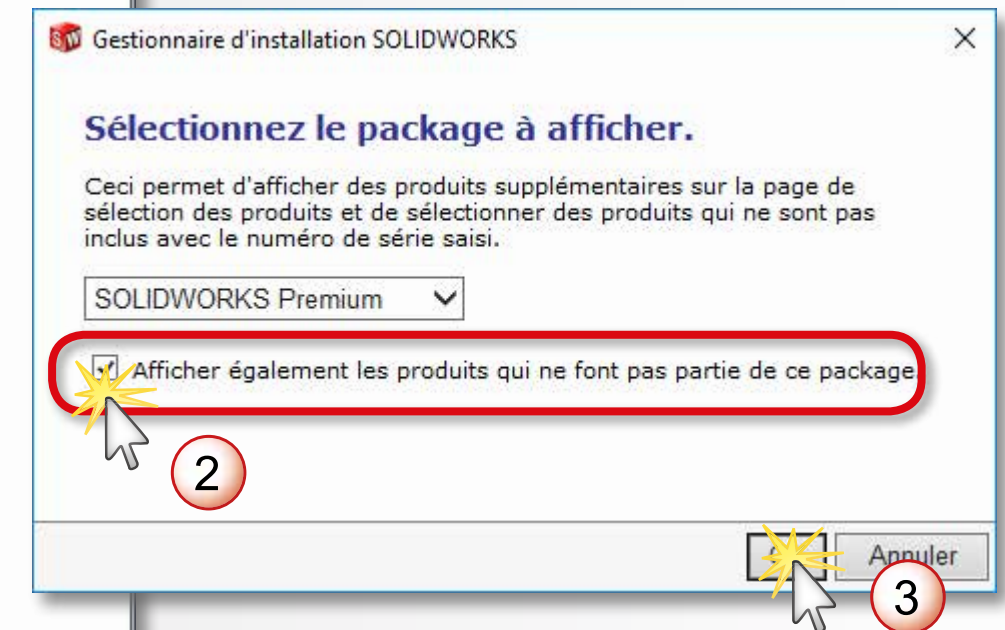 SW Gestionnaire d'installation SOLIDWORKS
Sélectionnez le package à afficher.
Ceci permet d'afficher des produits supplémentaires sur la page de
sélection des produits et de sélectionner des produits qui ne sont pas
inclus avec le numéro de série saisi.
SOLIDWORKS Premium
Afficher également les produits qui ne font pas partie de ce package.
2
Annuler
3